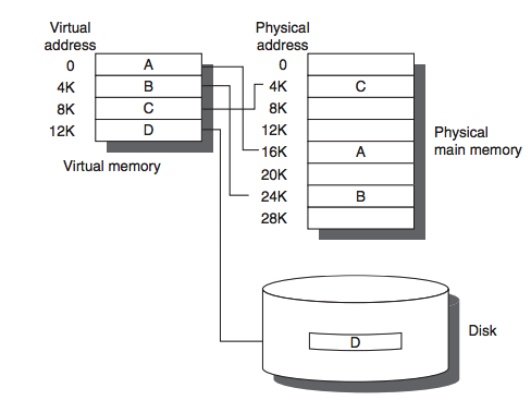 Virtual address
0 A
4K B
8K C
12K D
Virtual memory
Physical address
0
4K C
8K
12K
16K A
20K
24K B
28K
Physical main memory
D
Disk